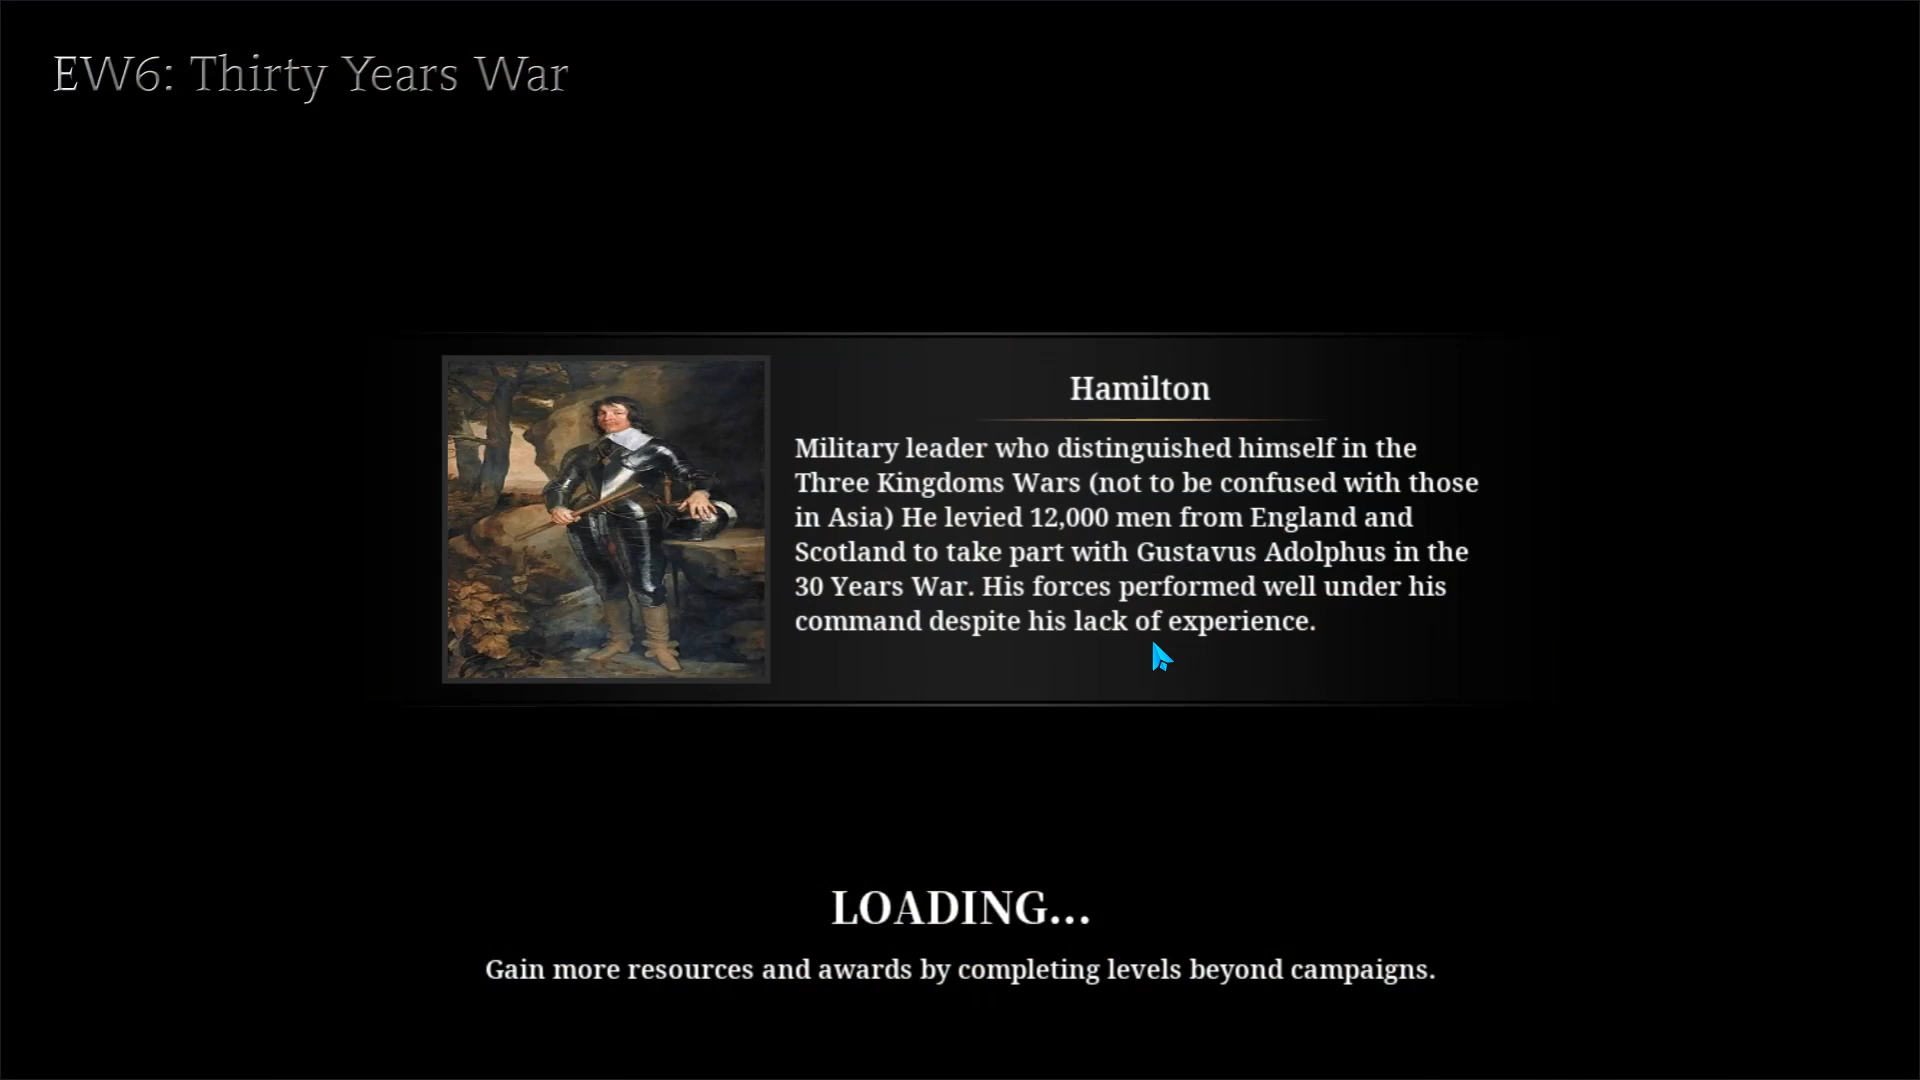 EW6: Thirty Years War
Hamilton
Military leader who distinguished himself in the
Three Kingdoms Wars (not to be confused with those
in Asia) He levied 12,000 men from England and
Scotland to take part with Gustavus Adolphus in the
30 Years War. His forces performed well under his
command despite his lack of experience.
LOADING...
Gain more resources and awards by completing levels beyond campaigns.